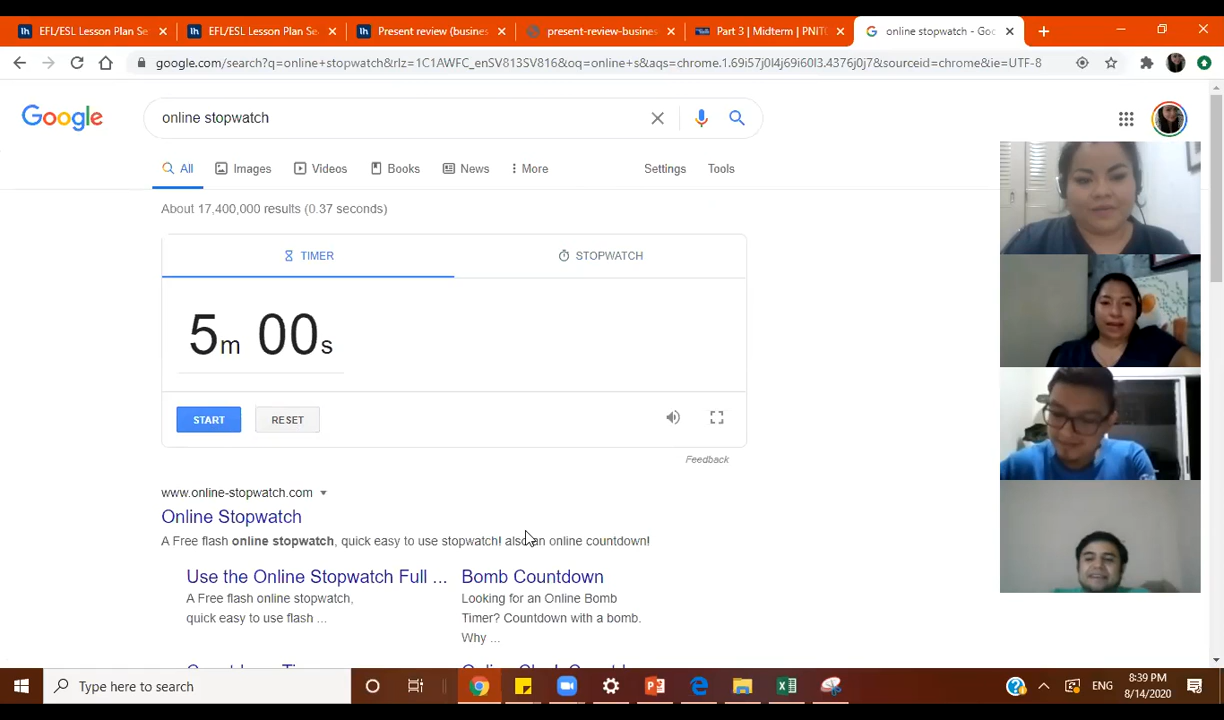 EFL/ESL Lesson Plan Se
EFL/ESL Lesson Plan Se
Present review (busines
present-review-business
Part 3 | Midterm | PNIT
online stopwatch - Goo
google.com/search?q=online+stopwatch&rlz=1C1AWFC_enSV813SV816&oq=online+s&aqs=chrome.1.69i57j0l4j69i60l3.4376j0j7&sourceid=chrome&ie=UTF-8
Google
online stopwatch
All
Images
Videos
Books
News
More
Settings
Tools
About 17,400,000 results (0.37 seconds)
TIMER
STOPWATCH
5m 00s
START
RESET
Feedback
www.online-stopwatch.com
Online Stopwatch
A Free flash online stopwatch, quick easy to use stopwatch! also an online countdown!
Use the Online Stopwatch Full ...
A Free flash online stopwatch,
quick easy to use flash ...
Bomb Countdown
Looking for an Online Bomb
Timer? Countdown with a bomb.
Why ...
Type here to search
ENG
8:39 PM
8/14/2020